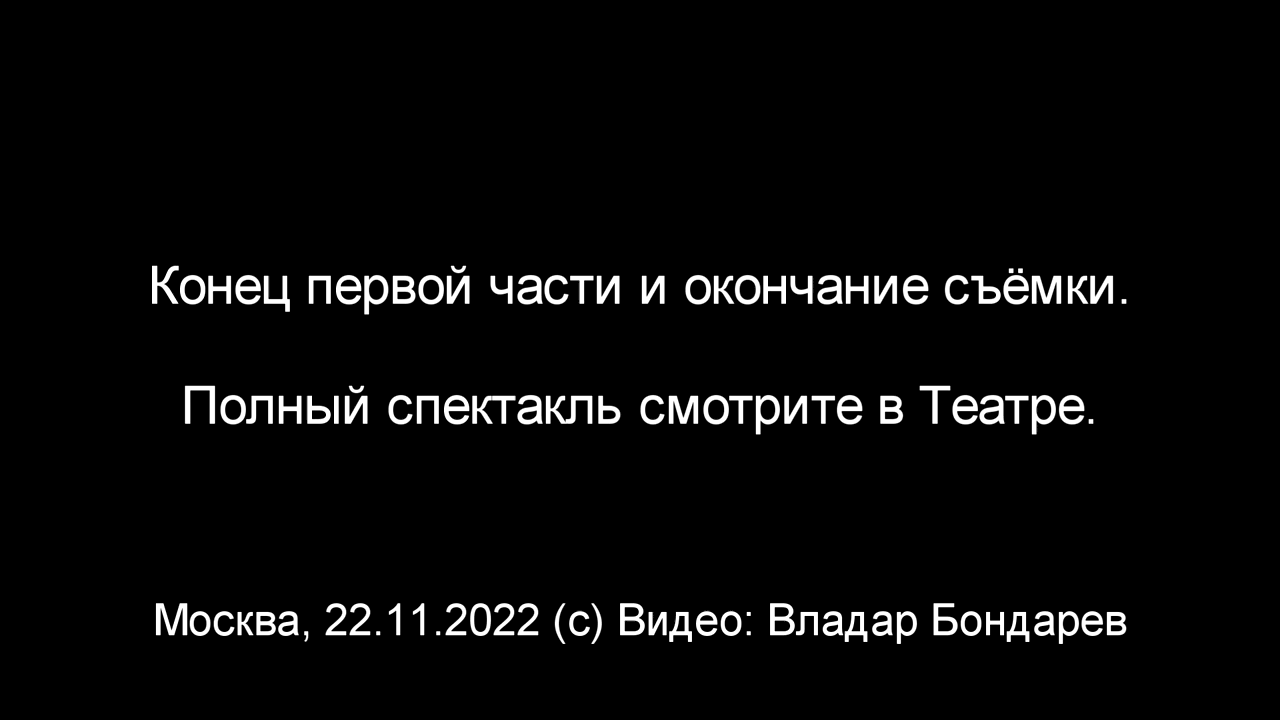 Конец первой части и окончание съёмки.
Полный спектакль смотрите в Театре.
Москва, 22.11.2022 (с) Видео: Владар Бондарев